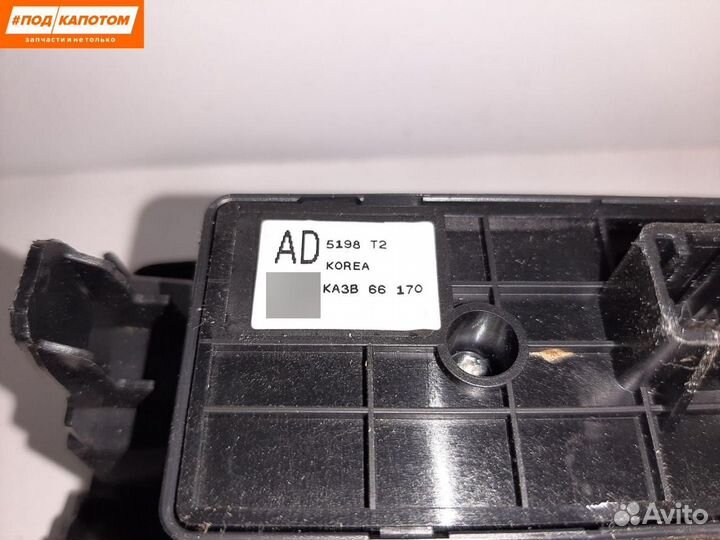 #ПОД КАПОТОМ
запчасти и не только
AD 5198 T2
KOREA
KA3B 66 170
Avito